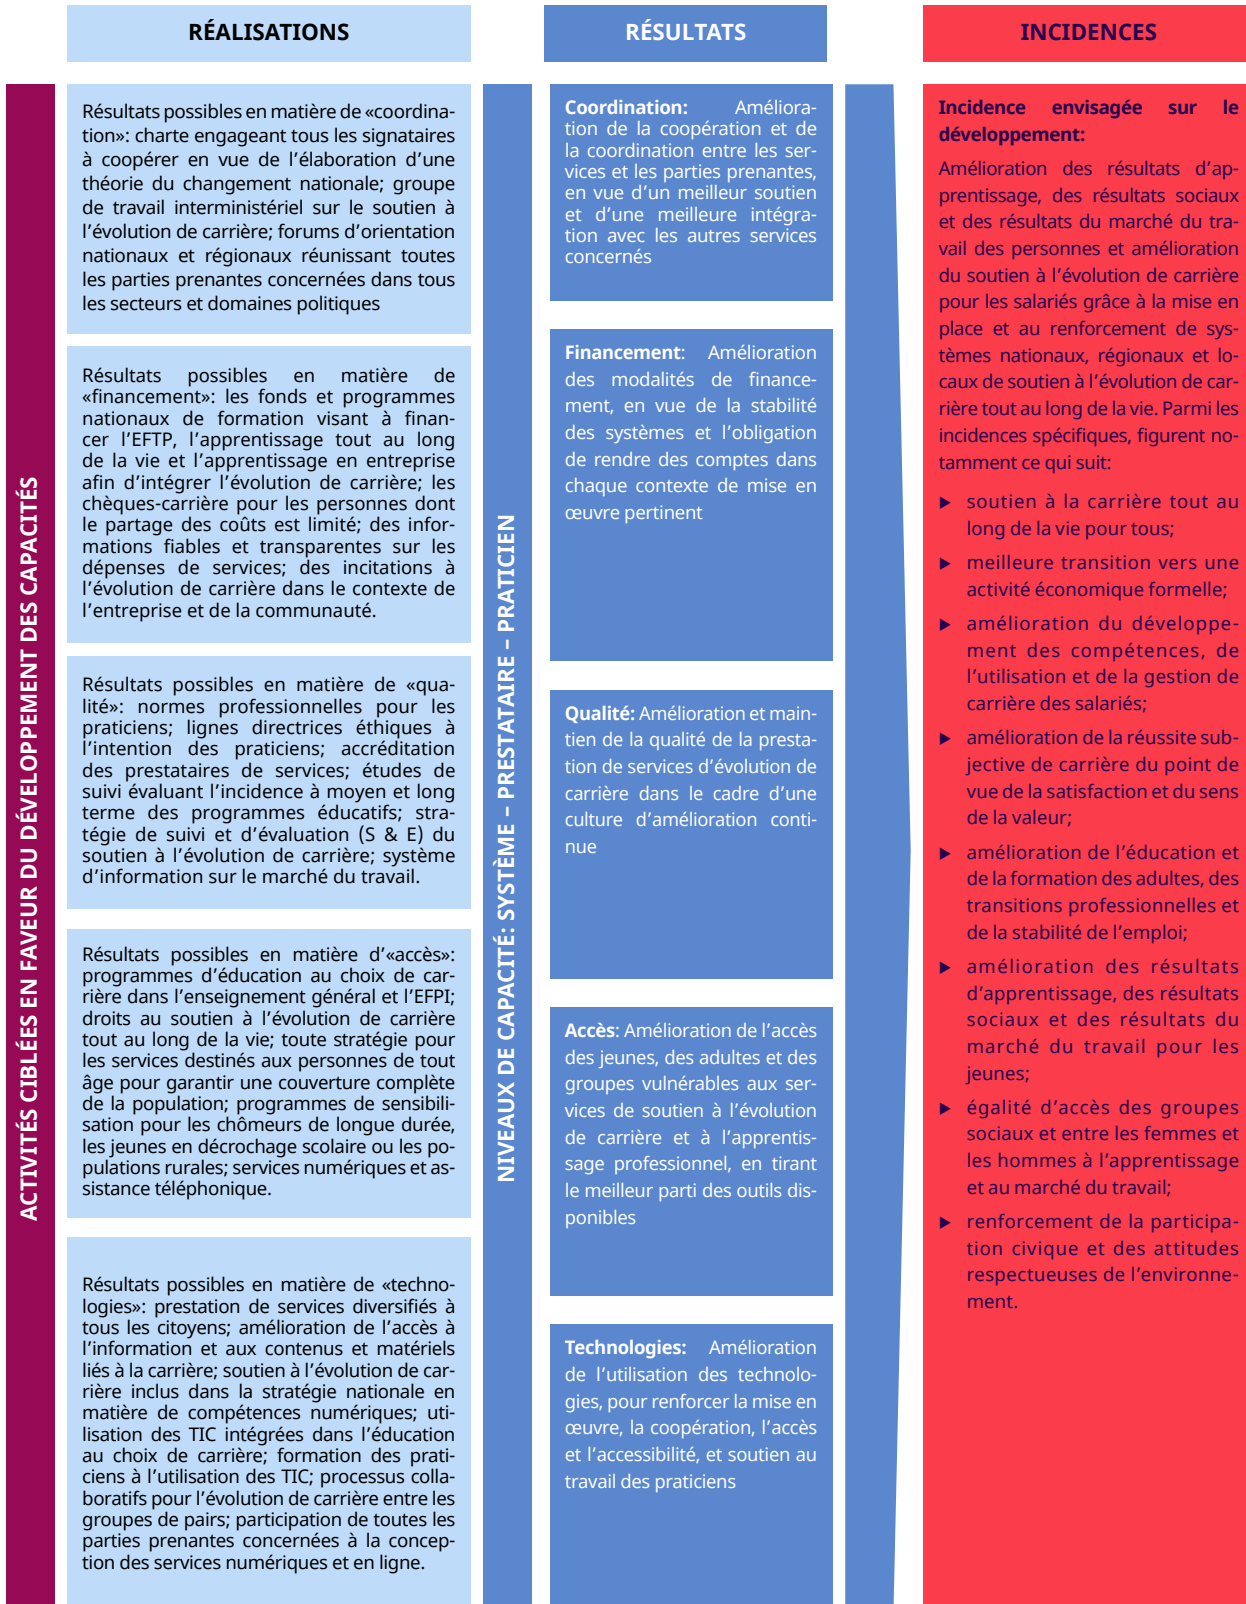 RÉALISATIONS
RÉSULTATS
INCIDENCES
ACTIVITÉS CIBLÉES EN FAVEUR DU DÉVELOPPEMENT DES CAPACITÉS
Résultats possibles en matière de «coordina-
tion»: charte engageant tous les signataires
à coopérer en vue de l’élaboration d’une
théorie du changement nationale; groupe
de travail interministériel sur le soutien à
l’évolution de carrière; forums d’orientation
nationaux et régionaux réunissant toutes
les parties prenantes concernées dans tous
les secteurs et domaines politiques
Résultats possibles en matière de
«financement»: les fonds et programmes
nationaux de formation visant à finan-
cer l’EFTP, l’apprentissage tout au long
de la vie et l’apprentissage en entreprise
afin d’intégrer l’évolution de carrière; les
chèques-carrière pour les personnes dont
le partage des coûts est limité; des infor-
mations fiables et transparentes sur les
dépenses de services; des incitations à
l’évolution de carrière dans le contexte de
l’entreprise et de la communauté.
Résultats possibles en matière de «qua-
lité»: normes professionnelles pour les
praticiens; lignes directrices éthiques à
l’intention des praticiens; accréditation
des prestataires de services; études de
suivi évaluant l’incidence à moyen et long
terme des programmes éducatifs; stra-
tégie de suivi et d’évaluation (S & E) du
soutien à l’évolution de carrière; système
d’information sur le marché du travail.
Résultats possibles en matière d’«accès»:
programmes d’éducation au choix de car-
rière dans l’enseignement général et l’EFPI;
droits au soutien à l’évolution de carrière
tout au long de la vie; toute stratégie pour
les services destinés aux personnes de tout
âge pour garantir une couverture complète
de la population; programmes de sensibili-
sation pour les chômeurs de longue durée,
les jeunes en décrochage scolaire ou les po-
pulations rurales; services numériques et as-
sistance téléphonique.
Résultats possibles en matière de «techno-
logies»: prestation de services diversifiés à
tous les citoyens; amélioration de l’accès à
l’information et aux contenus et matériels
liés à la carrière; soutien à l’évolution de car-
rière inclus dans la stratégie nationale en
matière de compétences numériques; uti-
lisation des TIC intégrées dans l’éducation
au choix de carrière; formation des prati-
ciens à l’utilisation des TIC; processus colla-
boratifs pour l’évolution de carrière entre les
groupes de pairs; participation de toutes les
parties prenantes concernées à la concep-
tion des services numériques et en ligne.
NIVEAUX DE CAPACITÉ: SYSTÈME – PRESTATAIRE – PRATICIEN
Coordination: Améliora-
tion de la coopération et de
la coordination entre les ser-
vices et les parties prenantes,
en vue d’un meilleur soutien
et d’une meilleure intégra-
tion avec les autres services
concernés
Financement: Amélioration
des modalités de finance-
ment, en vue de la stabilité
des systèmes et l’obligation
de rendre des comptes dans
chaque contexte de mise en
œuvre pertinent
Qualité: Amélioration et main-
tien de la qualité de la presta-
tion de services d’évolution de
carrière dans le cadre d’une
culture d’amélioration conti-
nue
Accès: Amélioration de l’accès
des jeunes, des adultes et des
groupes vulnérables aux ser-
vices de soutien à l’évolution
de carrière et à l’apprentis-
sage professionnel, en tirant
le meilleur parti des outils dis-
ponibles
Technologies: Amélioration
de l’utilisation des technolo-
gies, pour renforcer la mise en
œuvre, la coopération, l’accès
et l’accessibilité, et soutien au
travail des praticiens
Incidence envisagée sur le
développement:
Amélioration des résultats d’ap-
prentissage, des résultats sociaux
et des résultats du marché du tra-
vail des personnes et amélioration
du soutien à l’évolution de carrière
pour les salariés grâce à la mise en
place et au renforcement de sys-
tèmes nationaux, régionaux et lo-
caux de soutien à l’évolution de car-
rière tout au long de la vie. Parmi les
incidences spécifiques, figurent no-
tamment ce qui suit:
▶ soutien à la carrière tout au
long de la vie pour tous;
▶ meilleure transition vers une
activité économique formelle;
▶ amélioration du développe-
ment des compétences, de
l’utilisation et de la gestion de
carrière des salariés;
▶ amélioration de la réussite sub-
jective de carrière du point de
vue de la satisfaction et du sens
de la valeur;
▶ amélioration de l’éducation et
de la formation des adultes, des
transitions professionnelles et
de la stabilité de l’emploi;
▶ amélioration des résultats
d’apprentissage, des résultats
sociaux et des résultats du
marché du travail pour les
jeunes;
▶ égalité d’accès des groupes
sociaux et entre les femmes et
les hommes à l’apprentissage
et au marché du travail;
▶ renforcement de la participa-
tion civique et des attitudes
respectueuses de l’environne-
ment.